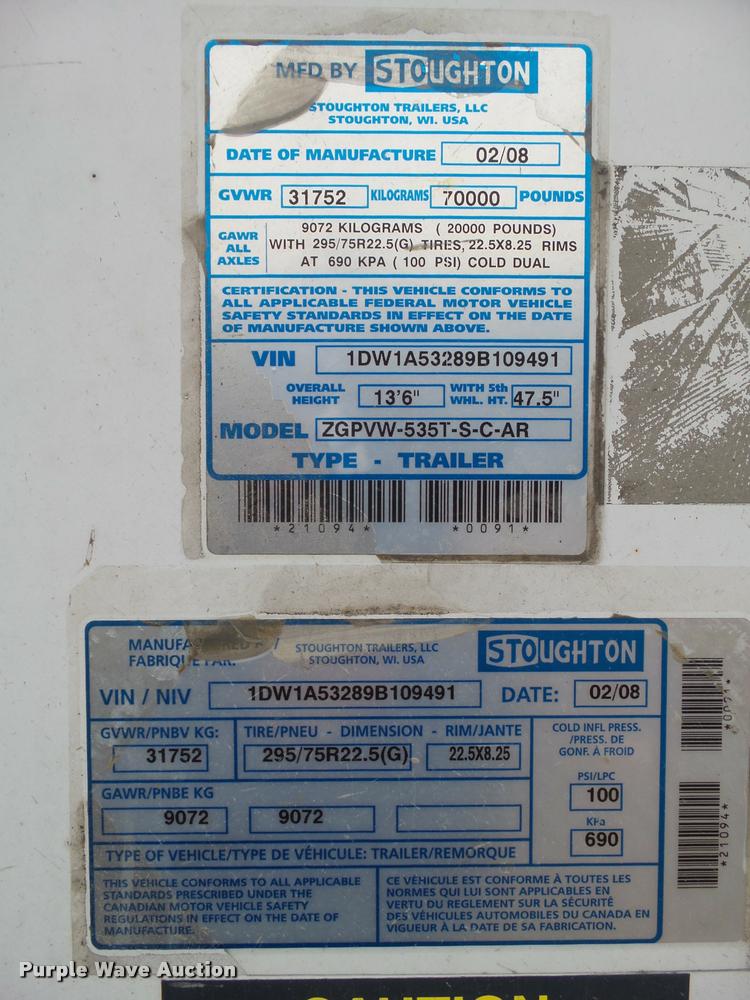 MFD BY STOUGHTON
STOUGHTON TRAILERS, LLC
STOUGHTON, WI. USA
DATE OF MANUFACTURE 02/08
GVWR 31752 KILOGRAMS 70000 POUNDS
GAWR ALL AXLES
9072 KILOGRAMS ( 20000 POUNDS)
WITH 295/75R22.5(G) TIRES, 22.5X8.25 RIMS
AT 690 KPA ( 100 PSI) COLD DUAL
CERTIFICATION - THIS VEHICLE CONFORMS TO
ALL APPLICABLE FEDERAL MOTOR VEHICLE
SAFETY STANDARDS IN EFFECT ON THE DATE
OF MANUFACTURE SHOWN ABOVE.
VIN 1DW1A53289B109491
OVERALL HEIGHT 13'6" WITH 5th WHL. HT. 47.5"
MODEL ZGPVW-535T-S-C-AR
TYPE - TRAILER
*21094* *0091*
STOUGHTON TRAILERS, LLC
STOUGHTON, WI. USA
STOUGHTON
VIN / NIV 1DW1A53289B109491 DATE: 02/08
GVWR/PNBV KG: TIRE/PNEU - DIMENSION - RIM/JANTE
31752 295/75R22.5(G) 22.5X8.25
COLD INFL PRESS.
/PRESS. DE
GONF. À FROID
PSI/LPC
100
KPa
690
GAWR/PNBE KG
9072 9072
TYPE OF VEHICLE/TYPE DE VÉHICULE: TRAILER/REMORQUE
THIS VEHICLE CONFORMS TO ALL APPLICABLE
STANDARDS PRESCRIBED UNDER THE
CANADIAN MOTOR VEHICLE SAFETY
REGULATIONS IN EFFECT ON THE DATE OF
MANUFACTURE.
CE VÉHICULE EST CONFORME À TOUTES LES
NORMES QUI LUI SONT APPLICABLES EN
VERTU DU REGLEMENT SUR LA SÉCURITÉ
DES VÉHICULES AUTOMOBILES DU CANADA EN
VIGUEUR À LA DATE DE SA FABRICATION.
*0091*
*21094*
Purple Wave Auction
CAUTION